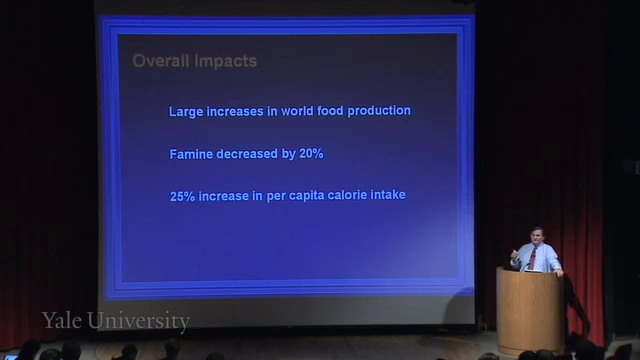 Overall Impacts
Large increases in world food production
Famine decreased by 20%
25% increase in per capita calorie intake
Yale University